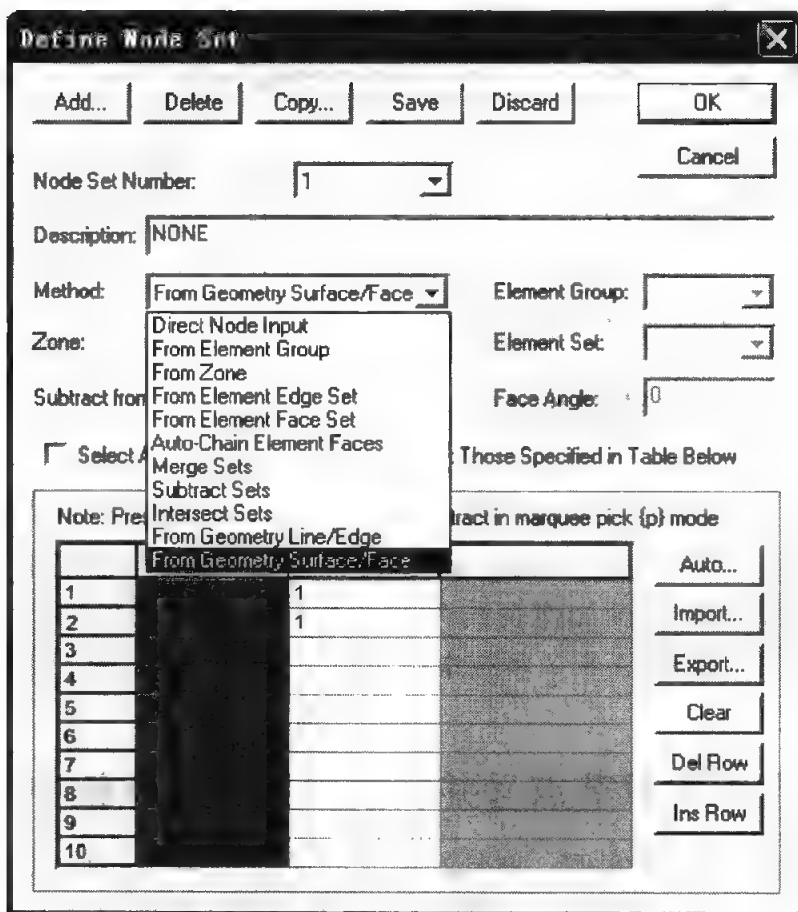 Define Node Set
Add... Delete Copy... Save Discard OK
Cancel
Node Set Number: 1
Description: NONE
Method: From Geometry Surface/Face Element Group:
Direct Node Input
From Element Group
Zone: From Zone Element Set:
From Element Edge Set
Subtract from From Element Face Set Face Angle: 0
Auto-Chain Element Faces
Select Those Specified in Table Below
Merge Sets
Subtract Sets
Intersect Sets
Note: tract in marquee pick {p} mode
From Geometry Line/Edge
From Geometry Surface/Face
Auto...
1 1
Import...
2 1
3
Export...
4
5
Clear
6
7
Del Row
8
9
Ins Row
10